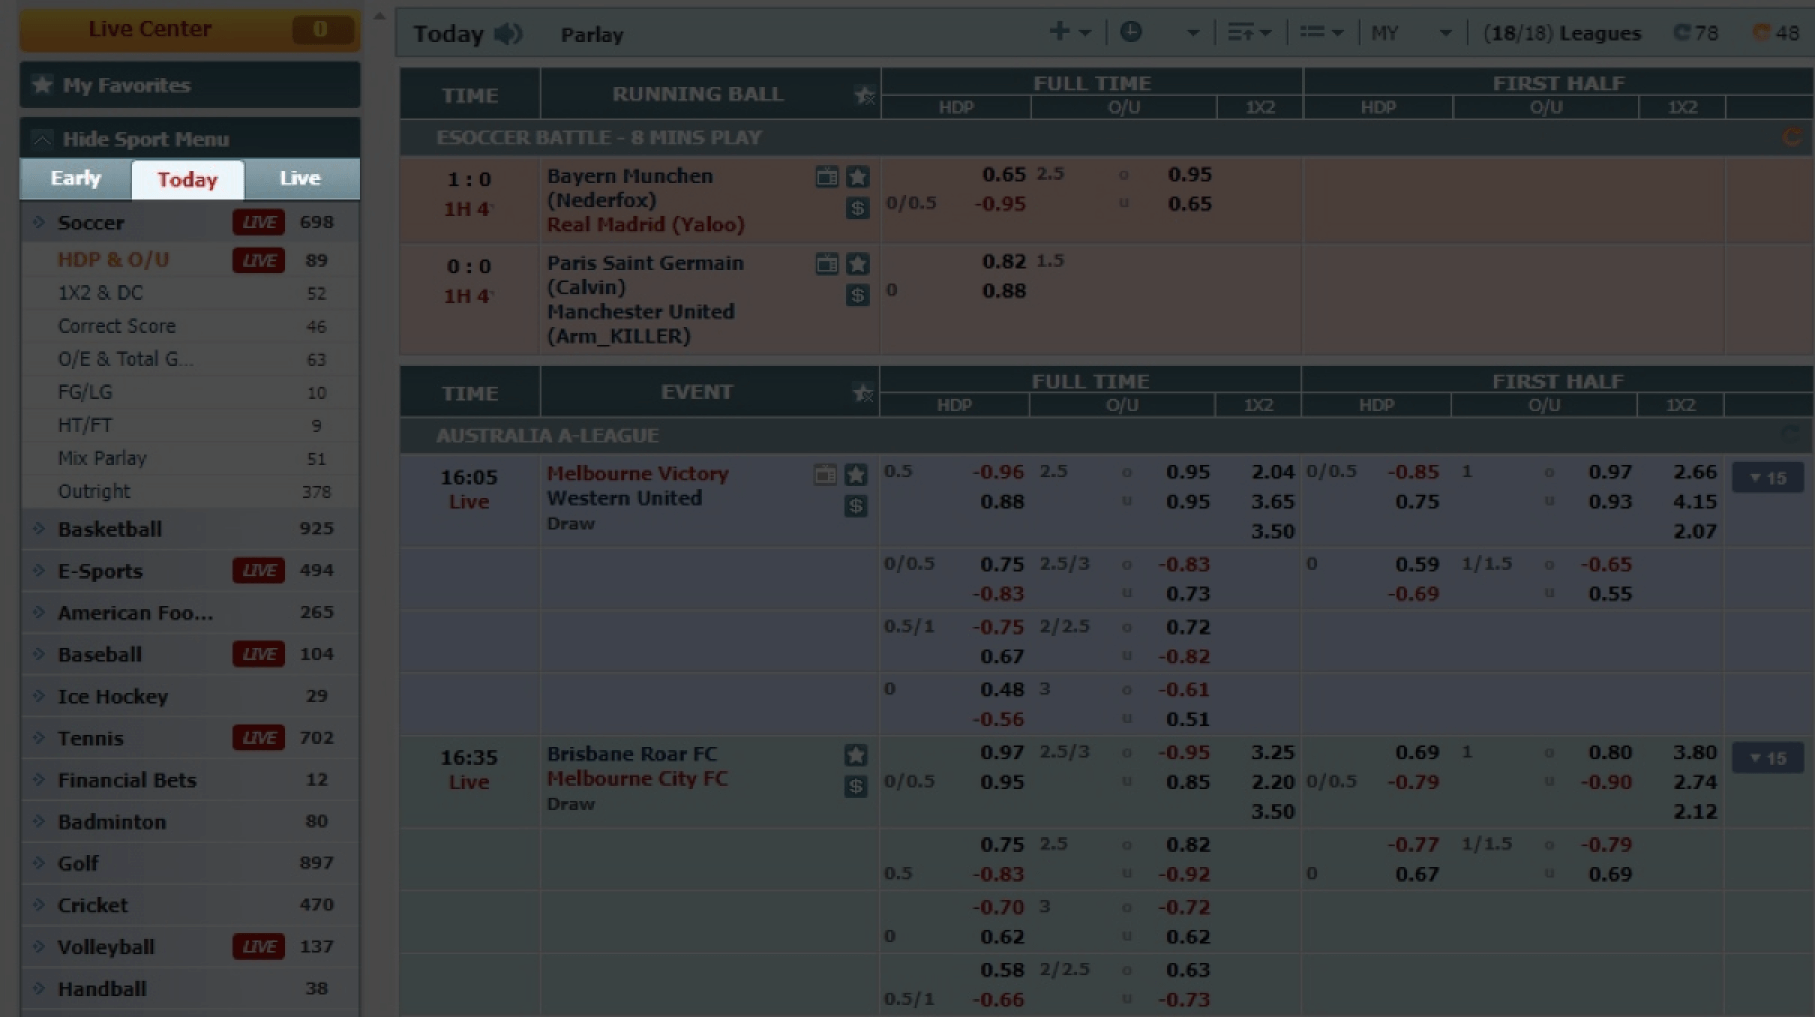 Live Center 0
My Favorites
Hide Sport Menu
Early Today Live
Soccer LIVE 698
HDP & O/U LIVE 89
1X2 & DC 52
Correct Score 46
O/E & Total G... 63
FG/LG 10
HT/FT 9
Mix Parlay 51
Outright 378
Basketball 925
E-Sports LIVE 494
American Foo... 265
Baseball LIVE 104
Ice Hockey 29
Tennis LIVE 702
Financial Bets 12
Badminton 80
Golf 897
Cricket 470
Volleyball LIVE 137
Handball 38
Today Parlay MY (18/18) Leagues 78 48
TIME RUNNING BALL FULL TIME FIRST HALF
HDP O/U 1X2 HDP O/U 1X2
ESOCCER BATTLE - 8 MINS PLAY
1 : 0 Bayern Munchen 0.65 2.5 o 0.95
(Nederfox) $ 0/0.5 -0.95 u 0.65
1H 4' Real Madrid (Yaloo)
0 : 0 Paris Saint Germain 0.82 1.5
1H 4' (Calvin) $ 0 0.88
Manchester United
(Arm_KILLER)
TIME EVENT FULL TIME FIRST HALF
HDP O/U 1X2 HDP O/U 1X2
AUSTRALIA A-LEAGUE
16:05 Melbourne Victory 0.5 -0.96 2.5 o 0.95 2.04 0/0.5 -0.85 1 o 0.97 2.66 15
Live Western United $ 0.88 u 0.95 3.65 0.75 u 0.93 4.15
Draw 3.50 2.07
0/0.5 0.75 2.5/3 o -0.83 0 0.59 1/1.5 o -0.65
-0.83 u 0.73 -0.69 u 0.55
0.5/1 -0.75 2/2.5 o 0.72
0.67 u -0.82
0 0.48 3 o -0.61
-0.56 u 0.51
16:35 Brisbane Roar FC 0.97 2.5/3 o -0.95 3.25 0.69 1 o 0.80 3.80 15
Live Melbourne City FC $ 0/0.5 0.95 u 0.85 2.20 0/0.5 -0.79 u -0.90 2.74
Draw 3.50 2.12
0.75 2.5 o 0.82 -0.77 1/1.5 o -0.79
0.5 -0.83 u -0.92 0 0.67 u 0.69
-0.70 3 o -0.72
0 0.62 u 0.62
0.58 2/2.5 o 0.63
0.5/1 -0.66 u -0.73